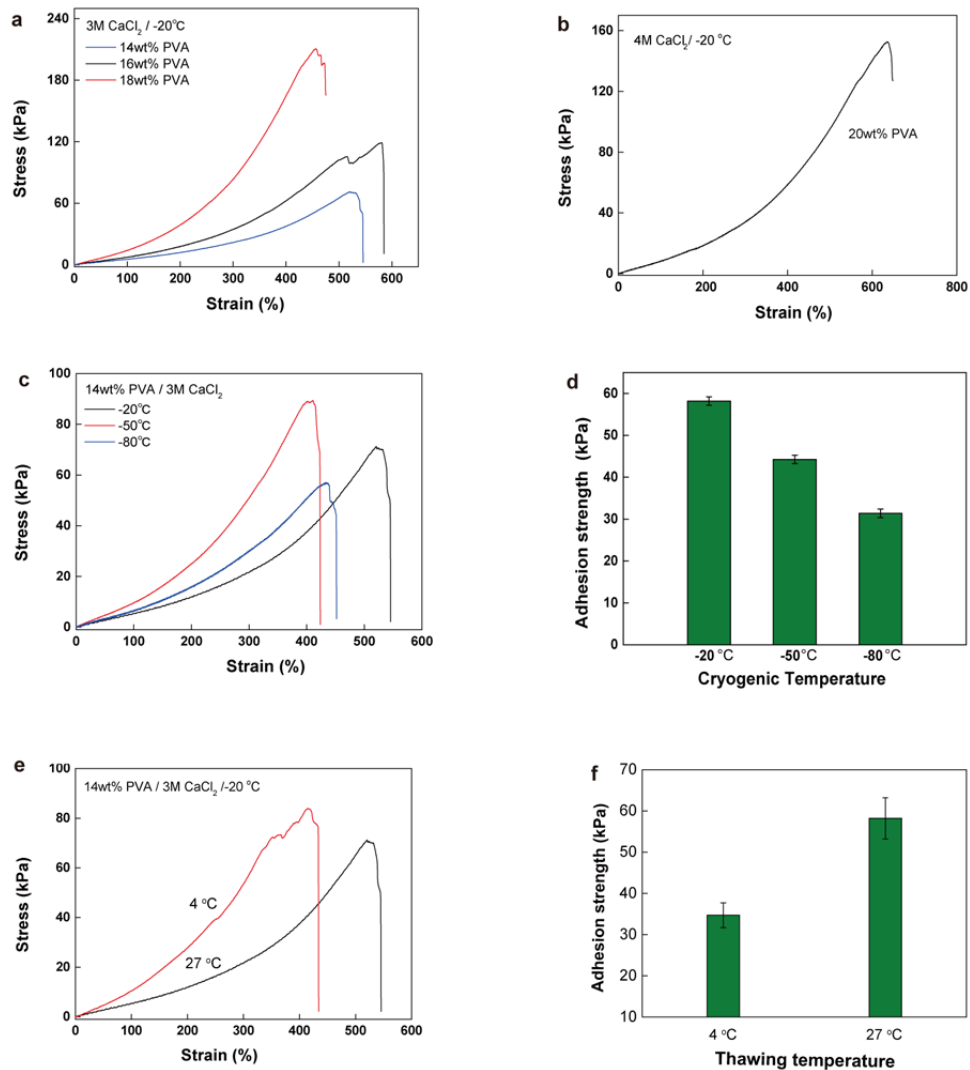 a
3M CaCl₂ / -20°C
14wt% PVA
16wt% PVA
18wt% PVA
240
180
120
60
0
Stress (kPa)
0 100 200 300 400 500 600
Strain (%)
b
4M CaCl₂/ -20 °C
20wt% PVA
160
120
80
40
0
Stress (kPa)
0 200 400 600 800
Strain (%)
c
14wt% PVA / 3M CaCl₂
-20°C
-50°C
-80°C
100
80
60
40
20
0
Stress (kPa)
0 100 200 300 400 500 600
Strain (%)
d
60
50
40
30
20
10
0
Adhesion strength (kPa)
-20 °C -50 °C -80 °C
Cryogenic Temperature
e
14wt% PVA / 3M CaCl₂ /-20 °C
4 °C
27 °C
100
80
60
40
20
0
Stress (kPa)
0 100 200 300 400 500 600
Strain (%)
f
70
60
50
40
30
20
10
Adhesion strength (kPa)
4 °C 27 °C
Thawing temperature